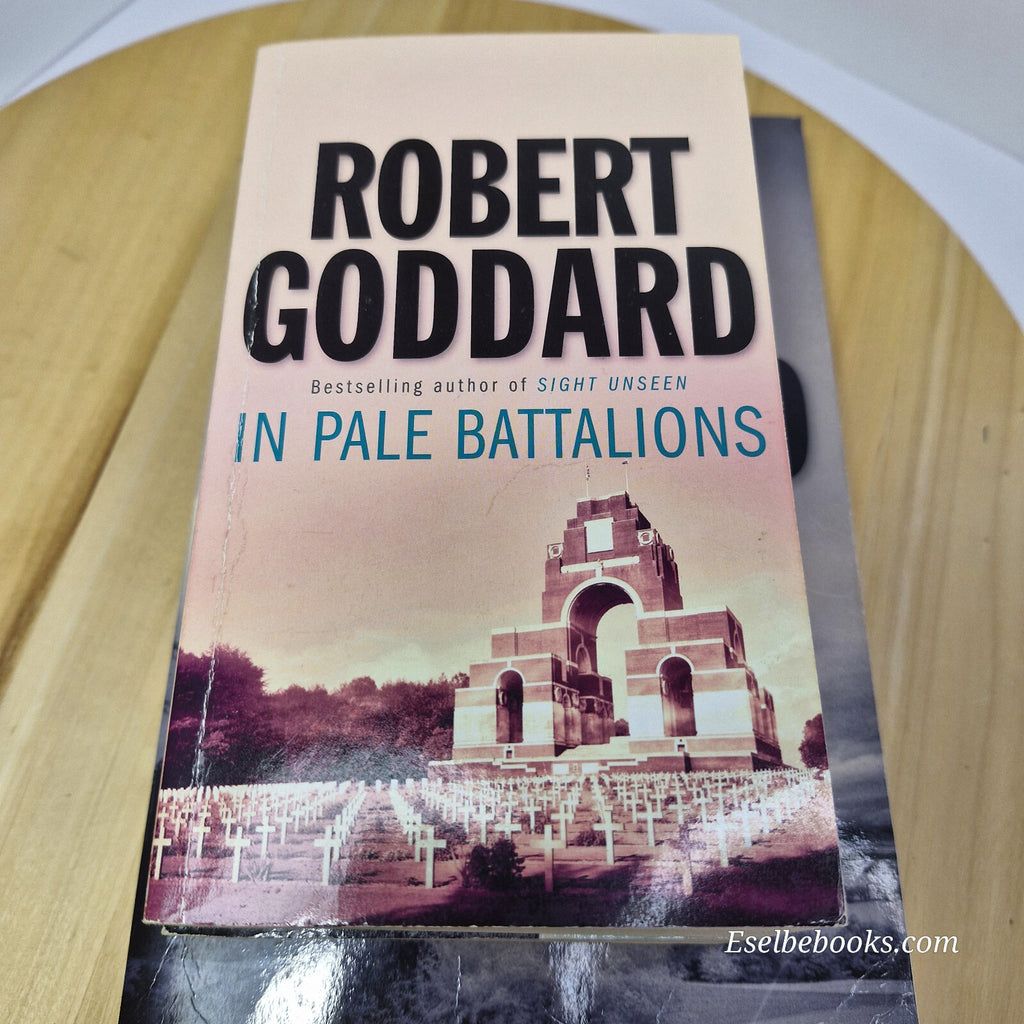 ROBERT
GODDARD
Bestselling author of SIGHT UNSEEN
IN PALE BATTALIONS
Eselbebooks.com